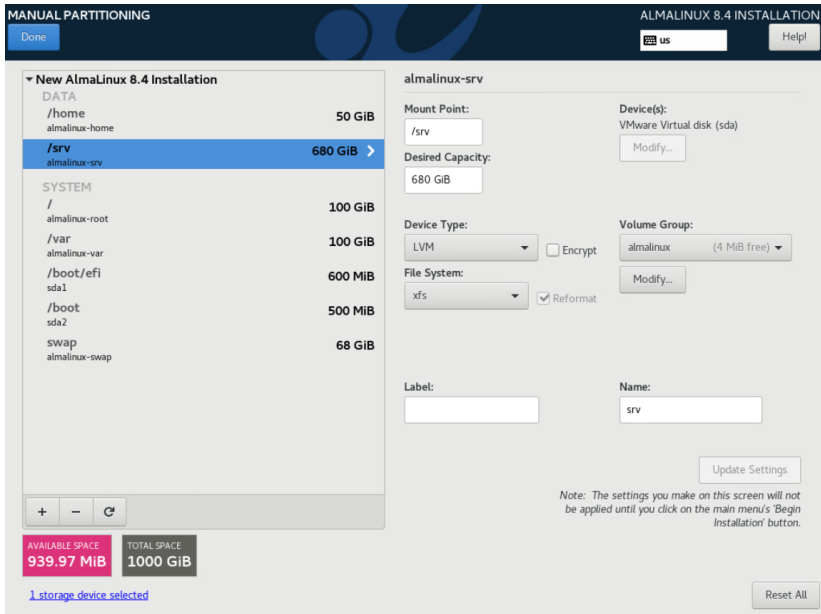 MANUAL PARTITIONING
ALMALINUX 8.4 INSTALLATION
Done
us
Help!
New AlmaLinux 8.4 Installation
DATA
/home
50 GiB
almalinux-home
/srv
680 GiB
almalinux-srv
SYSTEM
/
100 GiB
almalinux-root
/var
100 GiB
almalinux-var
/boot/efi
600 MiB
sda1
/boot
500 MiB
sda2
swap
68 GiB
almalinux-swap
+ −
AVAILABLE SPACE
939.97 MiB
TOTAL SPACE
1000 GiB
1 storage device selected
almalinux-srv
Mount Point:
/srv
Desired Capacity:
680 GiB
Device(s):
VMware Virtual disk (sda)
Modify...
Device Type:
LVM
Encrypt
Volume Group:
almalinux (4 MiB free)
File System:
xfs
Reformat
Modify...
Label:
Name:
srv
Update Settings
Note: The settings you make on this screen will not
be applied until you click on the main menu's 'Begin
Installation' button.
Reset All